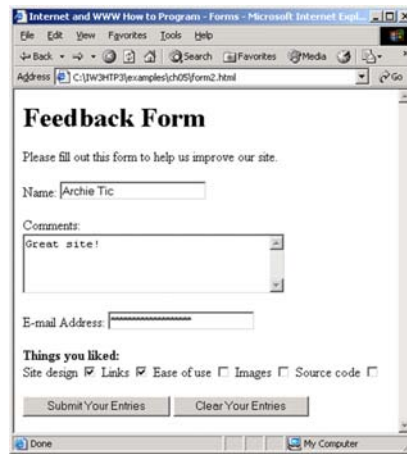 Internet and WWW How to Program - Forms - Microsoft Internet Expl...
File Edit View Favorites Tools Help
Back Search Favorites Media
Address C:\IW3HTP3\examples\ch05\form2.html Go
Feedback Form
Please fill out this form to help us improve our site.
Name: Archie Tic
Comments:
Great site!
E-mail Address: ******************
Things you liked:
Site design Links Ease of use Images Source code
Submit Your Entries Clear Your Entries
Done My Computer